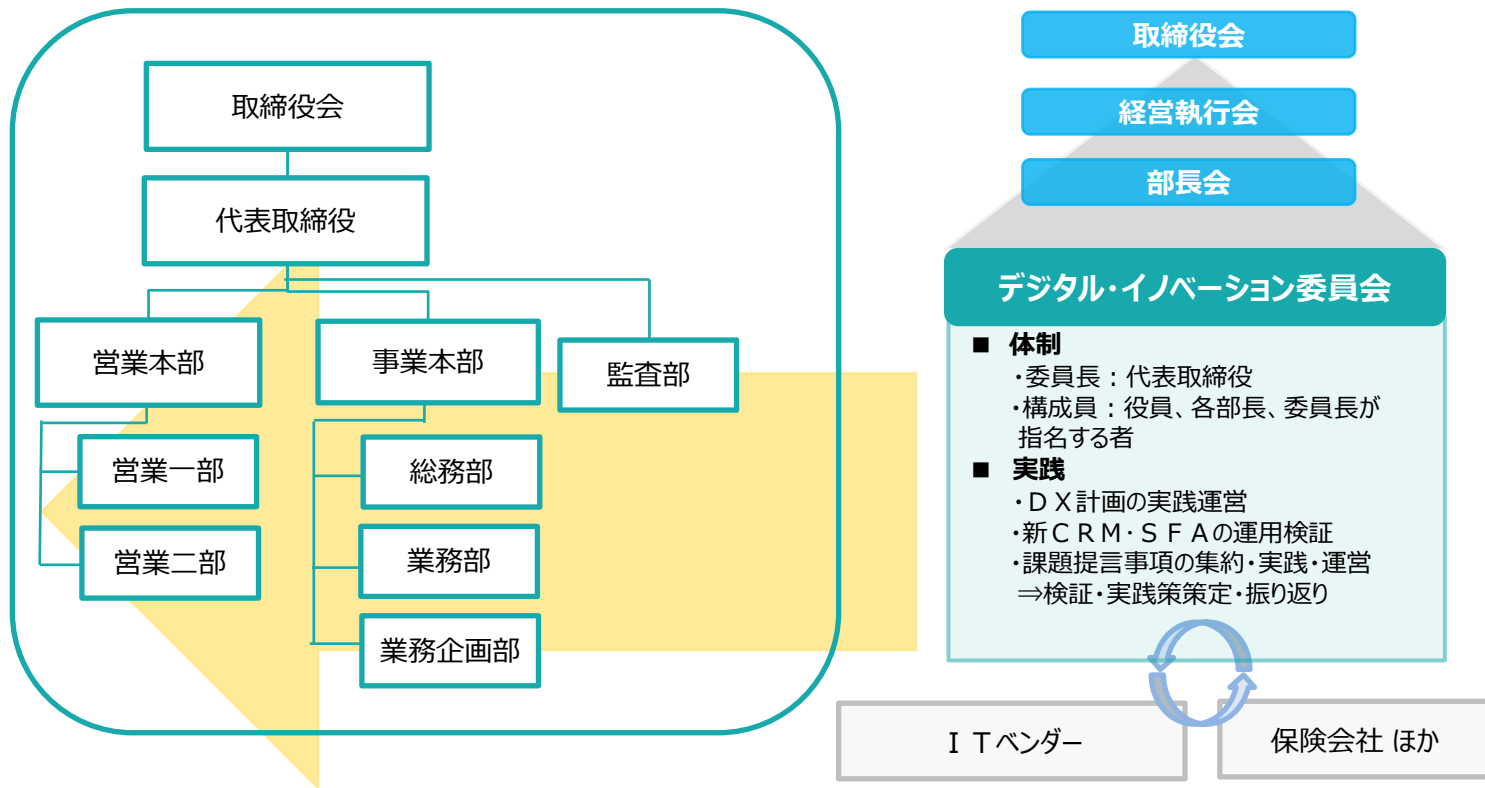 取締役会
代表取締役
営業本部
事業本部
監査部
営業一部
営業二部
総務部
業務部
業務企画部
取締役会
経営執行会
部長会
デジタル・イノベーション委員会
■ 体制
・委員長：代表取締役
・構成員：役員、各部長、委員長が
指名する者
■ 実践
・ＤＸ計画の実践運営
・新ＣＲＭ・ＳＦＡの運用検証
・課題提言事項の集約・実践・運営
⇒検証・実践策策定・振り返り
ＩＴベンダー
保険会社 ほか